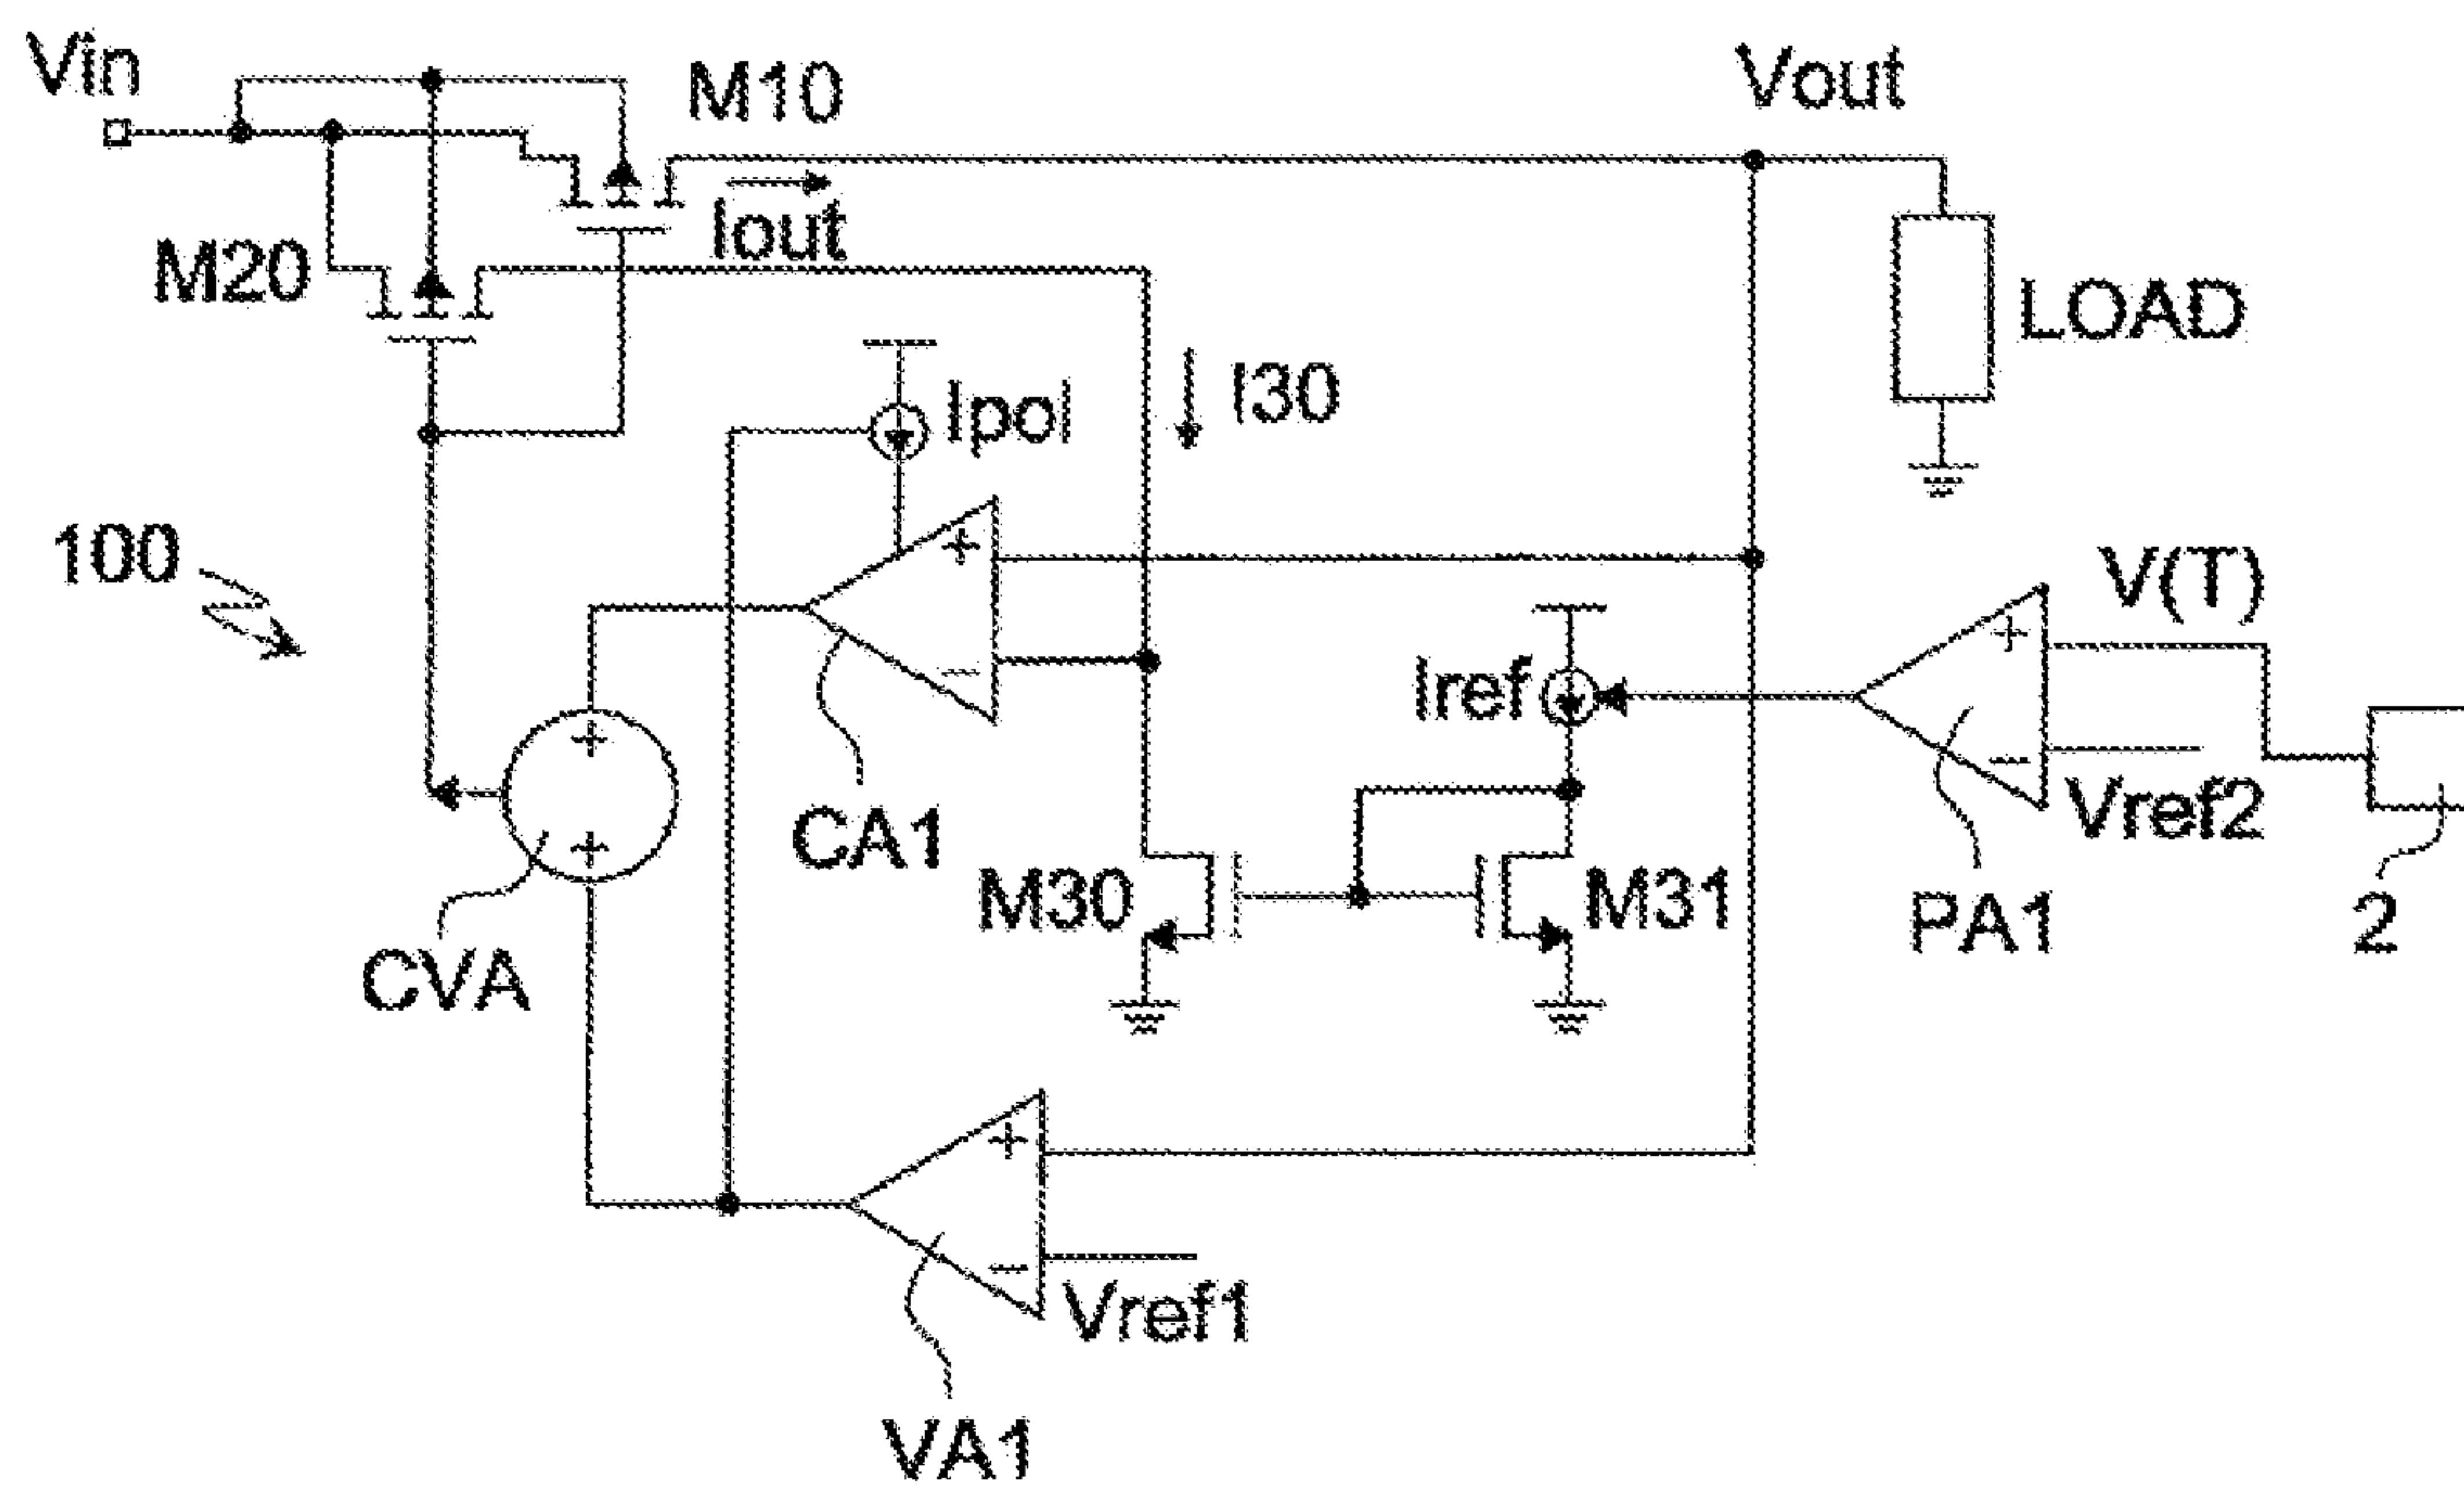 Vin
M10
Vout
Iout
M20
LOAD
I30
Ipol
+
100
V(T)
+
−
Iref
+
−
Vref2
CA1
+
M30
M31
PA1
2
CVA
+
−
Vref1
VA1